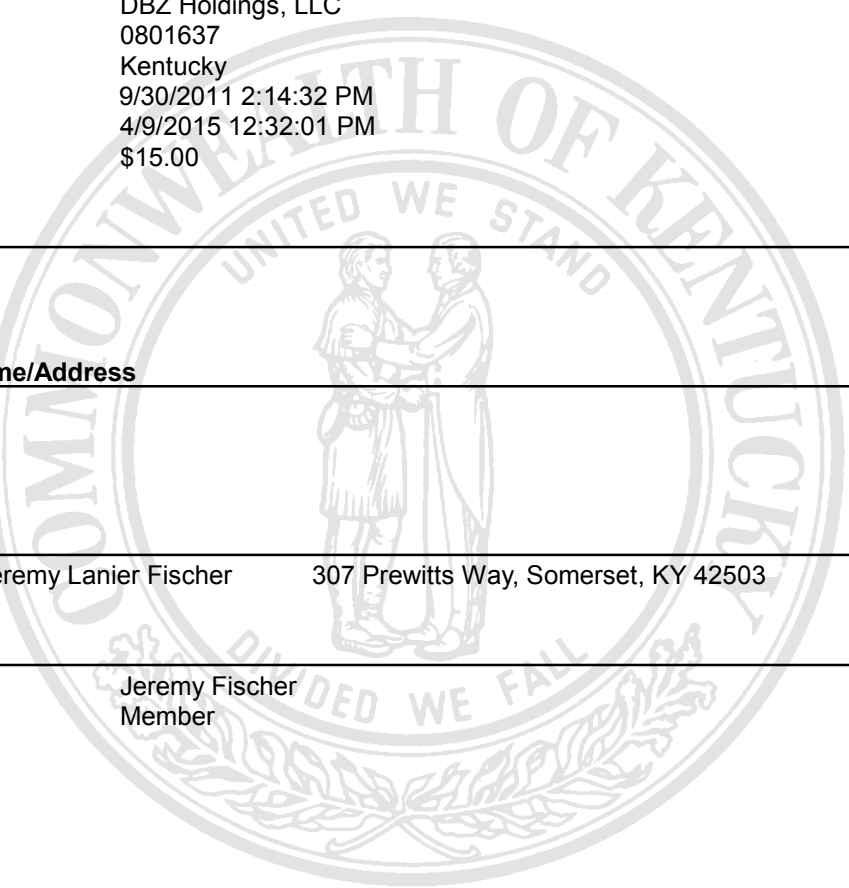 DBZ Holdings, LLC
0801637
Kentucky
9/30/2011 2:14:32 PM
4/9/2015 12:32:01 PM
$15.00
COMMONWEALTH OF KENTUCKY
UNITED WE STAND
me/Address
eremy Lanier Fischer 307 Prewitts Way, Somerset, KY 42503
DIVIDED WE FALL
Jeremy Fischer
Member